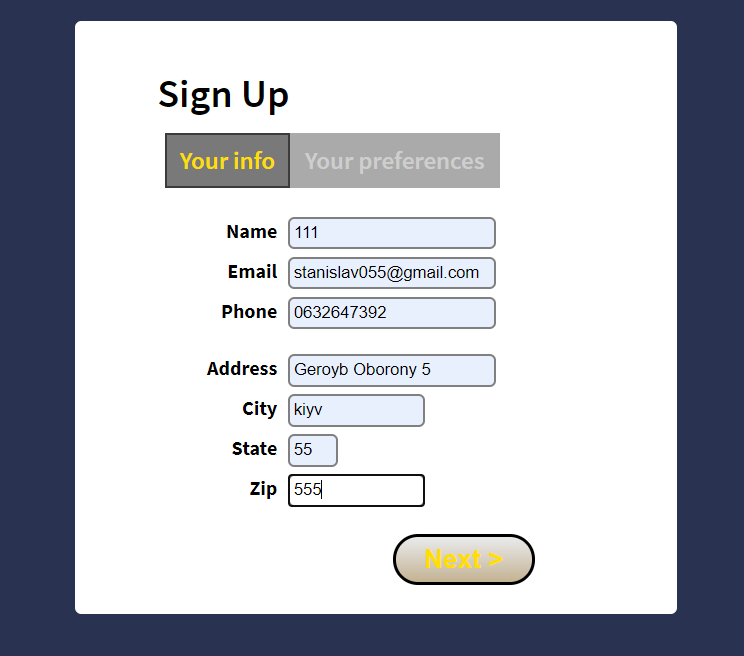 Sign Up
Your info Your preferences
Name 111
Email stanislav055@gmail.com
Phone 0632647392
Address Geroyb Oborony 5
City kiyv
State 55
Zip 555
Next >